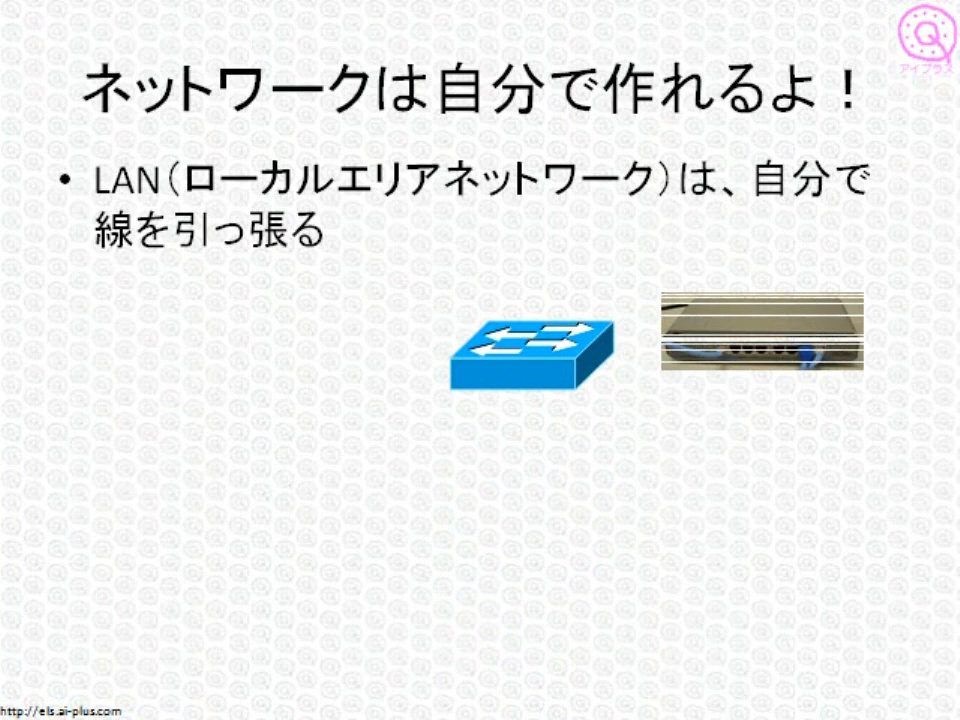 ネットワークは自分で作れるよ！
アイプラス
• LAN（ローカルエリアネットワーク）は、自分で
線を引っ張る
http://els.ai-plus.com